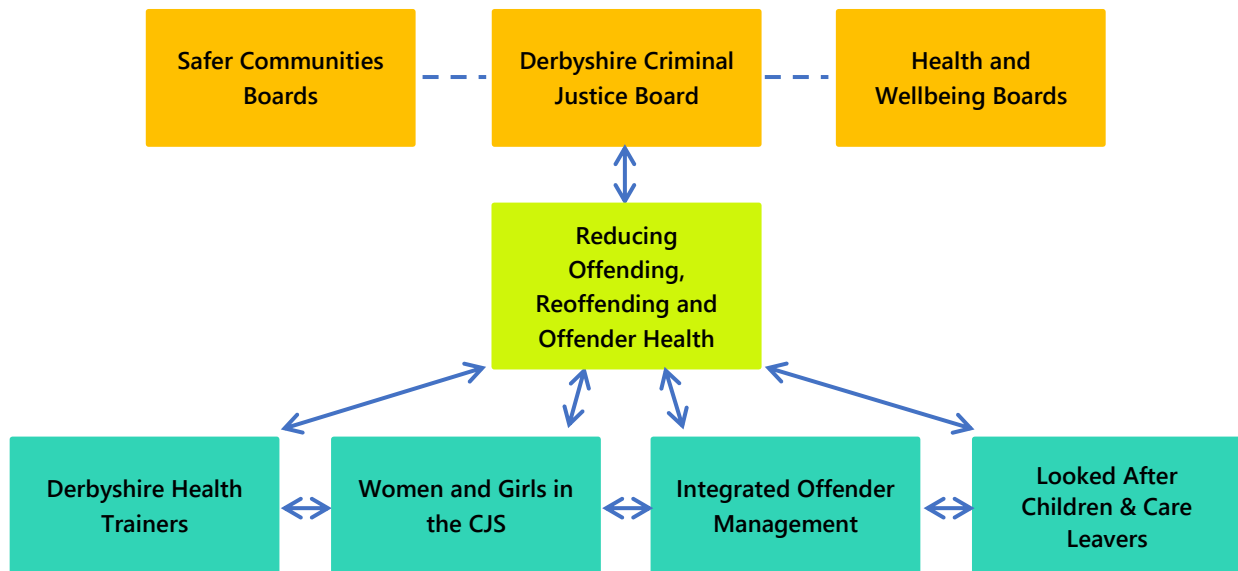 Safer Communities
Boards
Derbyshire Criminal
Justice Board
Health and
Wellbeing Boards
Reducing
Offending,
Reoffending and
Offender Health
Derbyshire Health
Trainers
Women and Girls in
the CJS
Integrated Offender
Management
Looked After
Children & Care
Leavers